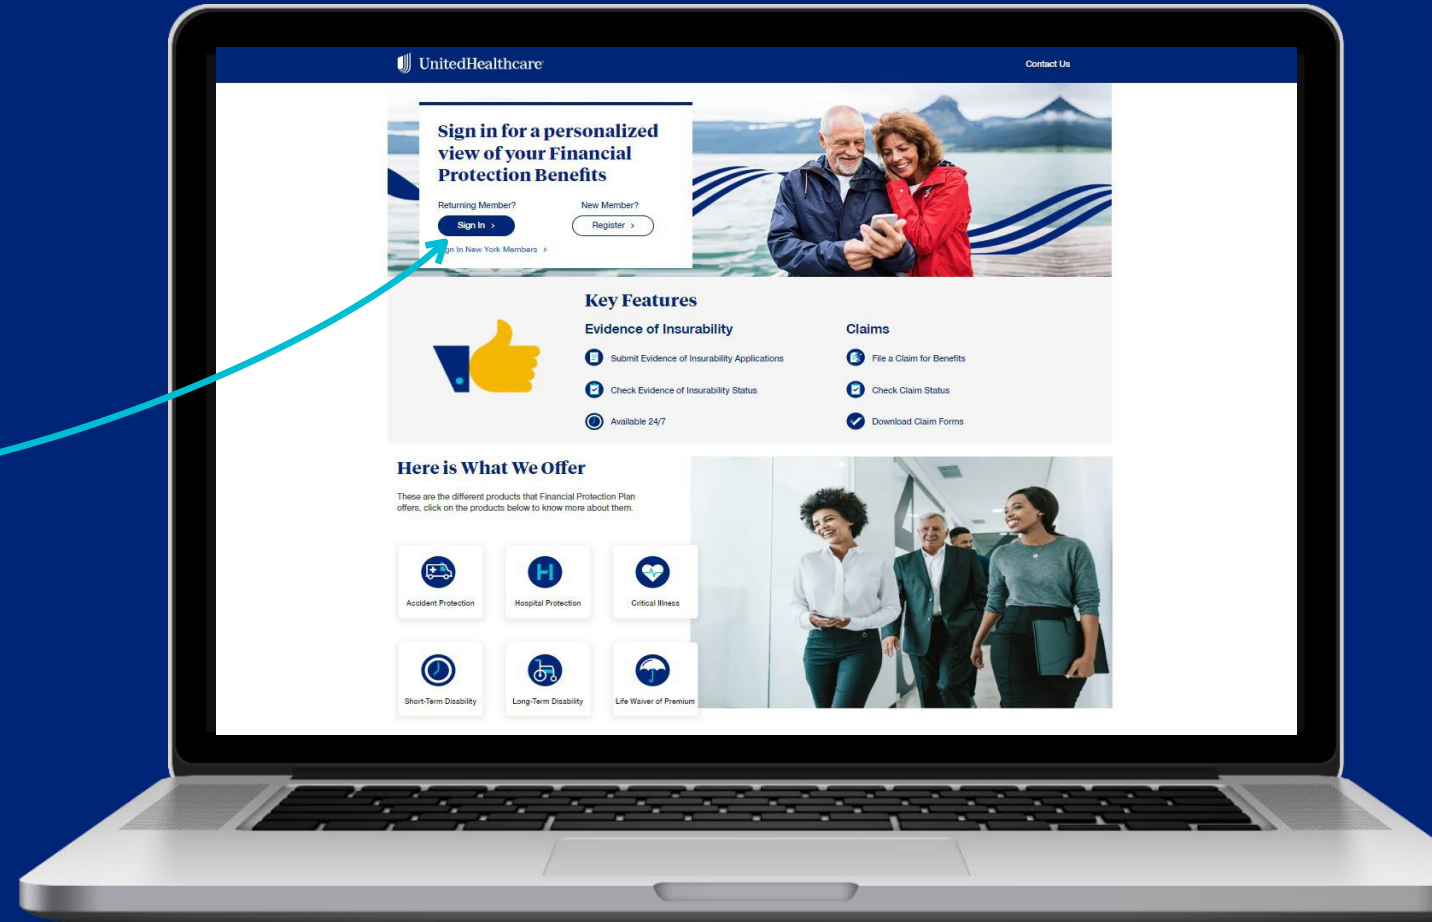 UnitedHealthcare
Contact Us
Sign in for a personalized
view of your Financial
Protection Benefits
Returning Member?
New Member?
Sign In >
Register >
In New York Members >
Key Features
Evidence of Insurability
Submit Evidence of Insurability Applications
Check Evidence of Insurability Status
Available 24/7
Claims
File a Claim for Benefits
Check Claim Status
Download Claim Forms
Here is What We Offer
These are the different products that Financial Protection Plan
offers, click on the products below to know more about them.
Accident Protection
H
Hospital Protection
Critical Illness
Short-Term Disability
Long-Term Disability
Life Waiver of Premium